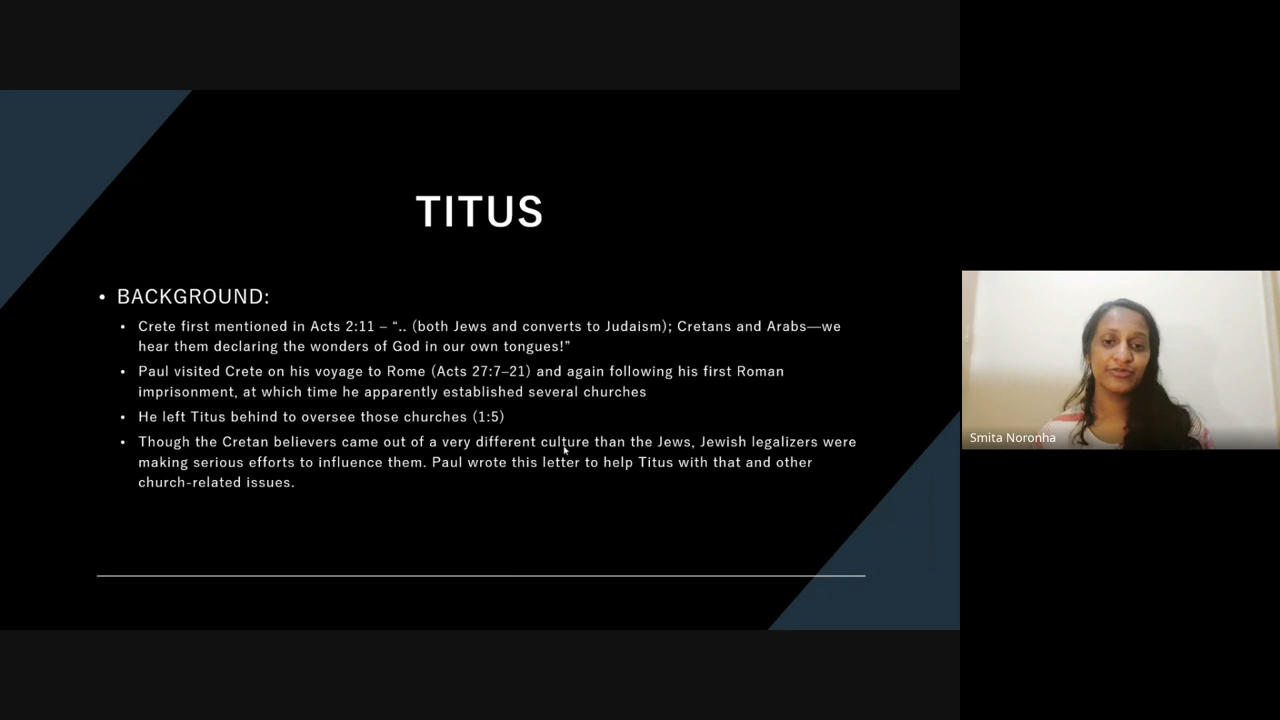 TITUS
• BACKGROUND:
• Crete first mentioned in Acts 2:11 – “.. (both Jews and converts to Judaism); Cretans and Arabs—we
hear them declaring the wonders of God in our own tongues!”
• Paul visited Crete on his voyage to Rome (Acts 27:7–21) and again following his first Roman
imprisonment, at which time he apparently established several churches
• He left Titus behind to oversee those churches (1:5)
• Though the Cretan believers came out of a very different culture than the Jews, Jewish legalizers were
making serious efforts to influence them. Paul wrote this letter to help Titus with that and other
church-related issues.
Smita Noronha